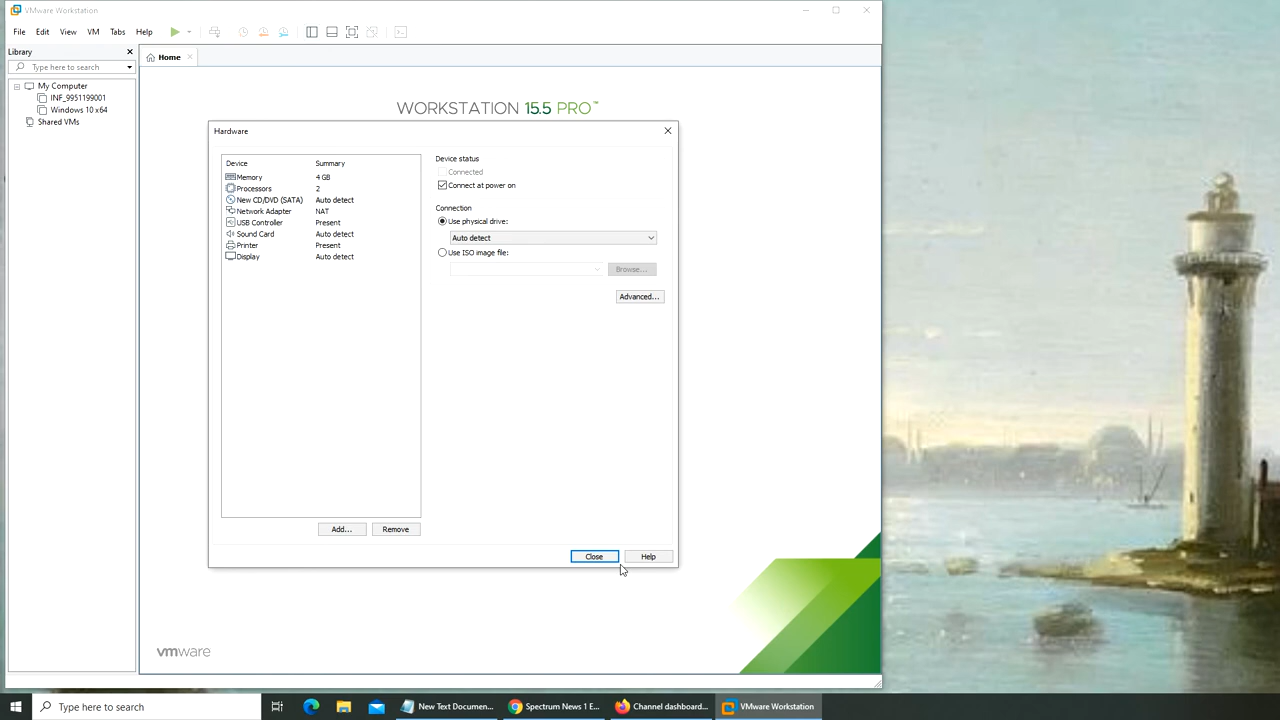 VMware Workstation
File Edit View VM Tabs Help
Library
Type here to search
My Computer
INF_9951199001
Windows 10 x64
Shared VMs
Home
WORKSTATION 15.5 PRO™
Hardware
Device Summary
Memory 4 GB
Processors 2
New CD/DVD (SATA) Auto detect
Network Adapter NAT
USB Controller Present
Sound Card Auto detect
Printer Present
Display Auto detect
Add... Remove
Device status
Connected
Connect at power on
Connection
Use physical drive:
Auto detect
Use ISO image file:
Browse...
Advanced...
Close Help
vmware
Type here to search
New Text Documen...
Spectrum News 1 E...
Channel dashboard...
VMware Workstation